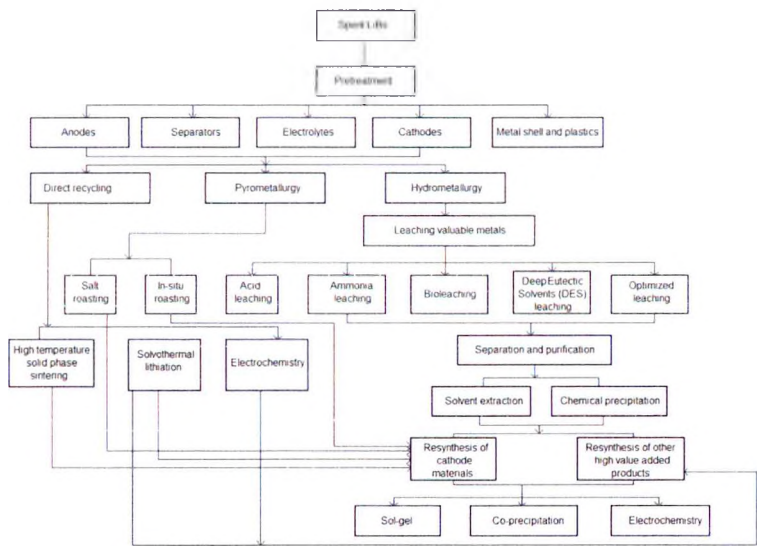 Spent LIBs
Pretreatment
Anodes
Separators
Electrolytes
Cathodes
Metal shell and plastics
Direct recycling
Pyrometallurgy
Hydrometallurgy
Leaching valuable metals
Salt
roasting
In-situ
roasting
Acid
leaching
Ammonia
leaching
Bioleaching
DeepEutectic
Solvents (DES)
leaching
Optimized
leaching
High temperature
solid phase
sintering
Solvothermal
lithiation
Electrochemistry
Separation and purification
Solvent extraction
Chemical precipitation
Resynthesis of
cathode
materials
Resynthesis of other
high value added
products
Sol-gel
Co-precipitation
Electrochemistry